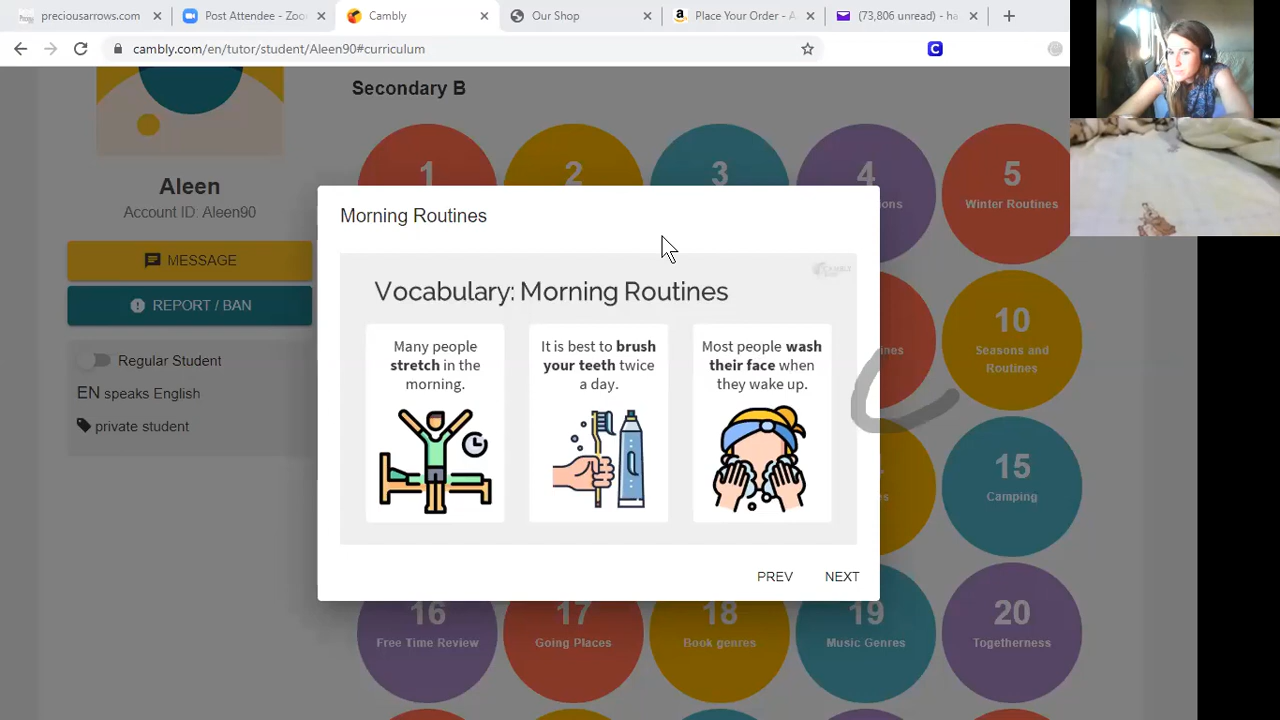 preciousarrows.com
Post Attendee - Zoo
Cambly
Our Shop
Place Your Order - A
(73,806 unread) - ha
cambly.com/en/tutor/student/Aleen90#curriculum
Secondary B
1
2
3
4
5
ons
Winter Routines
Aleen
Account ID: Aleen90
MESSAGE
REPORT / BAN
Regular Student
EN speaks English
private student
Morning Routines
Vocabulary: Morning Routines
Many people
stretch in the
morning.
It is best to brush
your teeth twice
a day.
Most people wash
their face when
they wake up.
PREV
NEXT
ines
10
Seasons and
Routines
es
15
Camping
16
Free Time Review
17
Going Places
18
Book genres
19
Music Genres
20
Togetherness